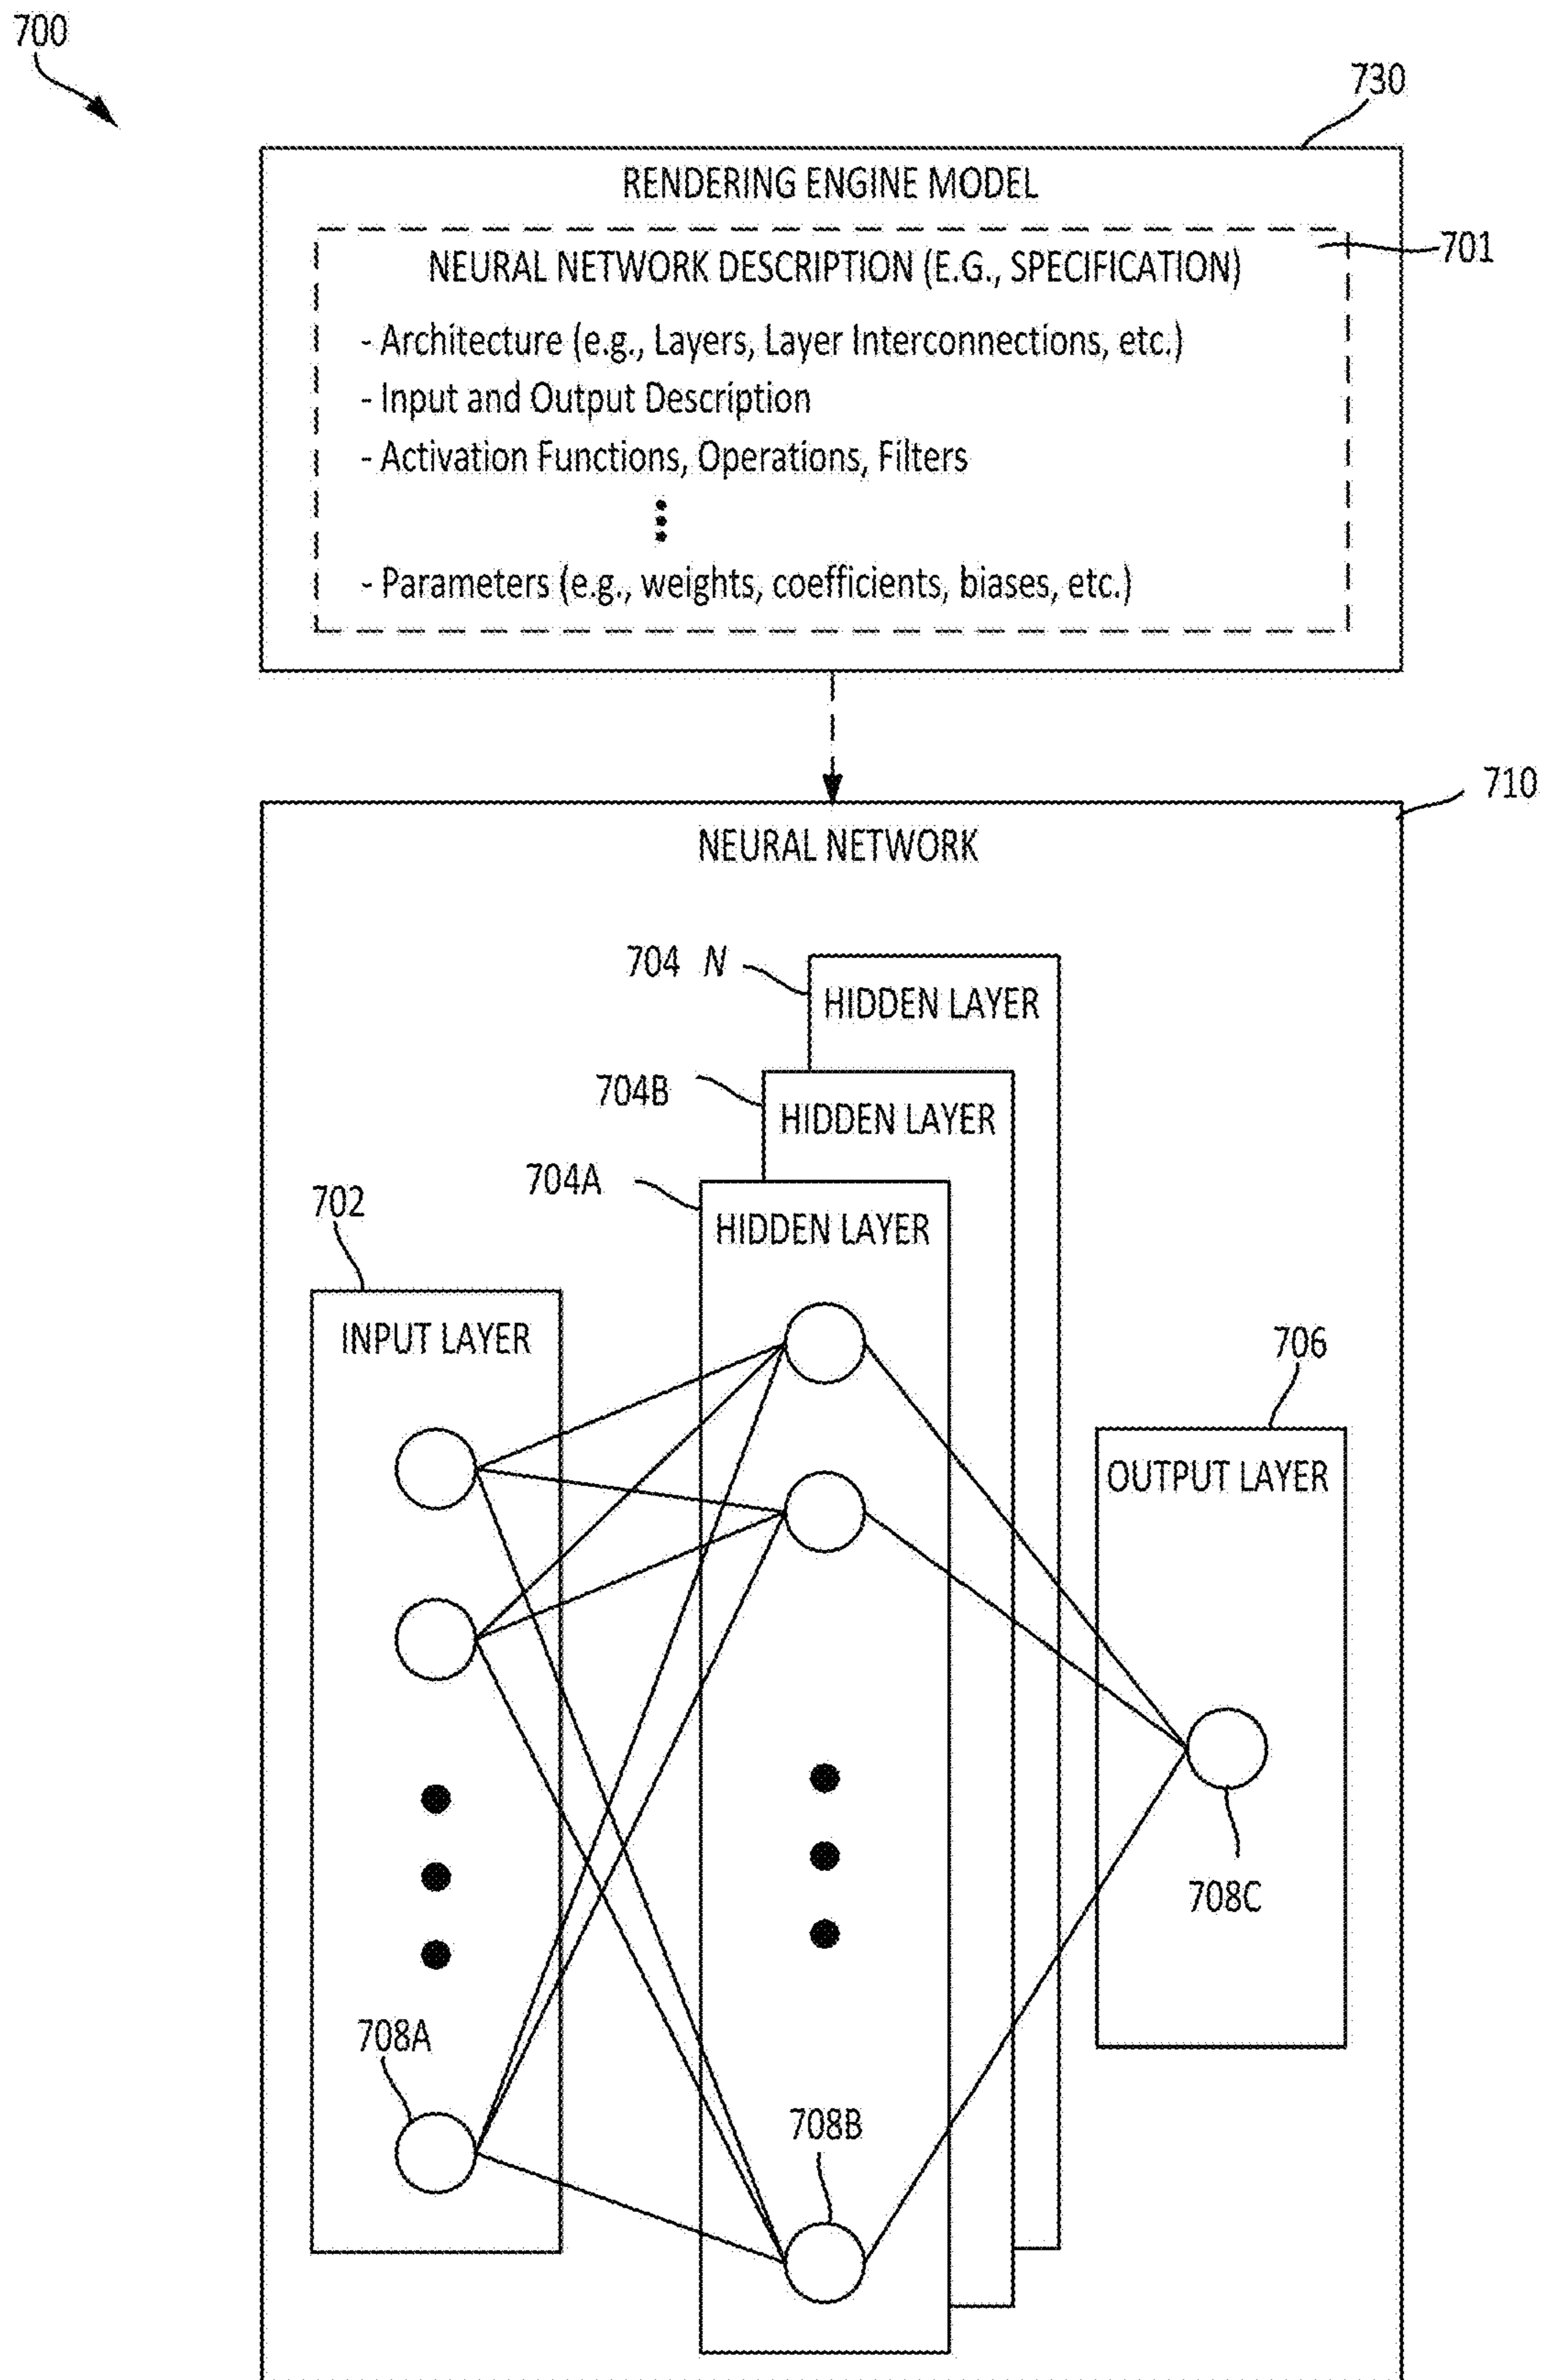 700
730
RENDERING ENGINE MODEL
701
NEURAL NETWORK DESCRIPTION (E.G., SPECIFICATION)
- Architecture (e.g., Layers, Layer Interconnections, etc.)
- Input and Output Description
- Activation Functions, Operations, Filters
- Parameters (e.g., weights, coefficients, biases, etc.)
710
NEURAL NETWORK
704 N
HIDDEN LAYER
704B
HIDDEN LAYER
704A
HIDDEN LAYER
702
INPUT LAYER
706
OUTPUT LAYER
708C
708A
708B